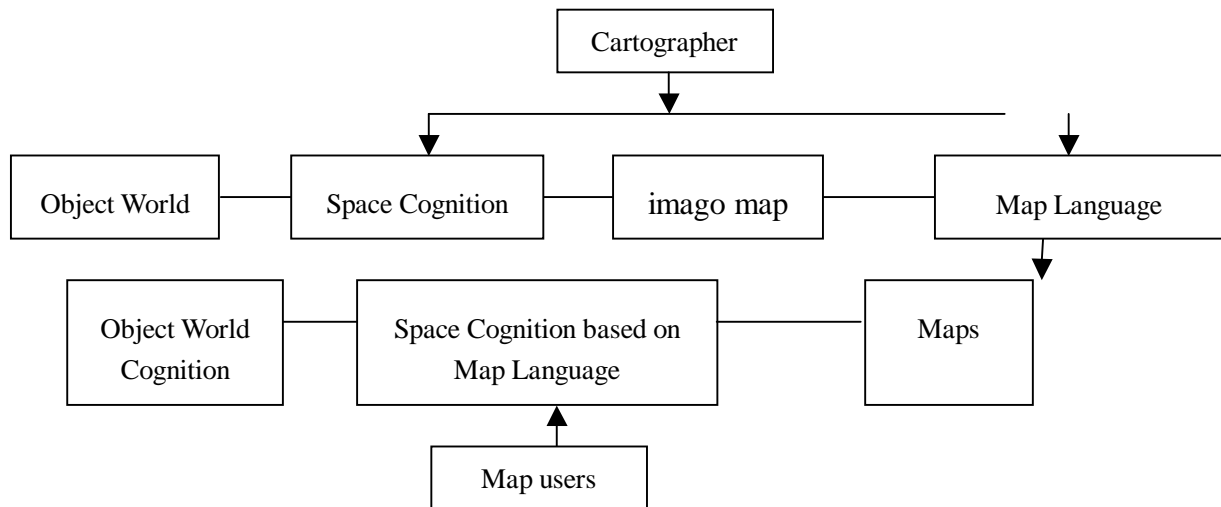 Cartographer
Object World
Space Cognition
imago map
Map Language
Object World
Cognition
Space Cognition based on
Map Language
Maps
Map users